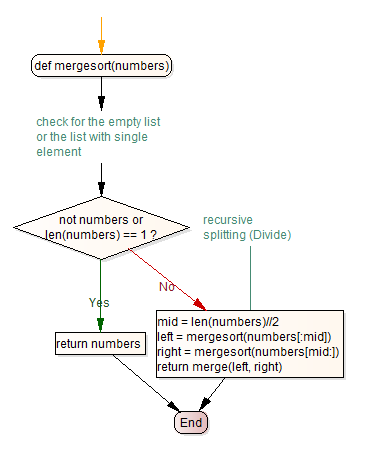 def mergesort(numbers)
check for the empty list
or the list with single
element
not numbers or
len(numbers) == 1 ?
recursive
splitting (Divide)
Yes
No
return numbers
mid = len(numbers)//2
left = mergesort(numbers[:mid])
right = mergesort(numbers[mid:])
return merge(left, right)
End